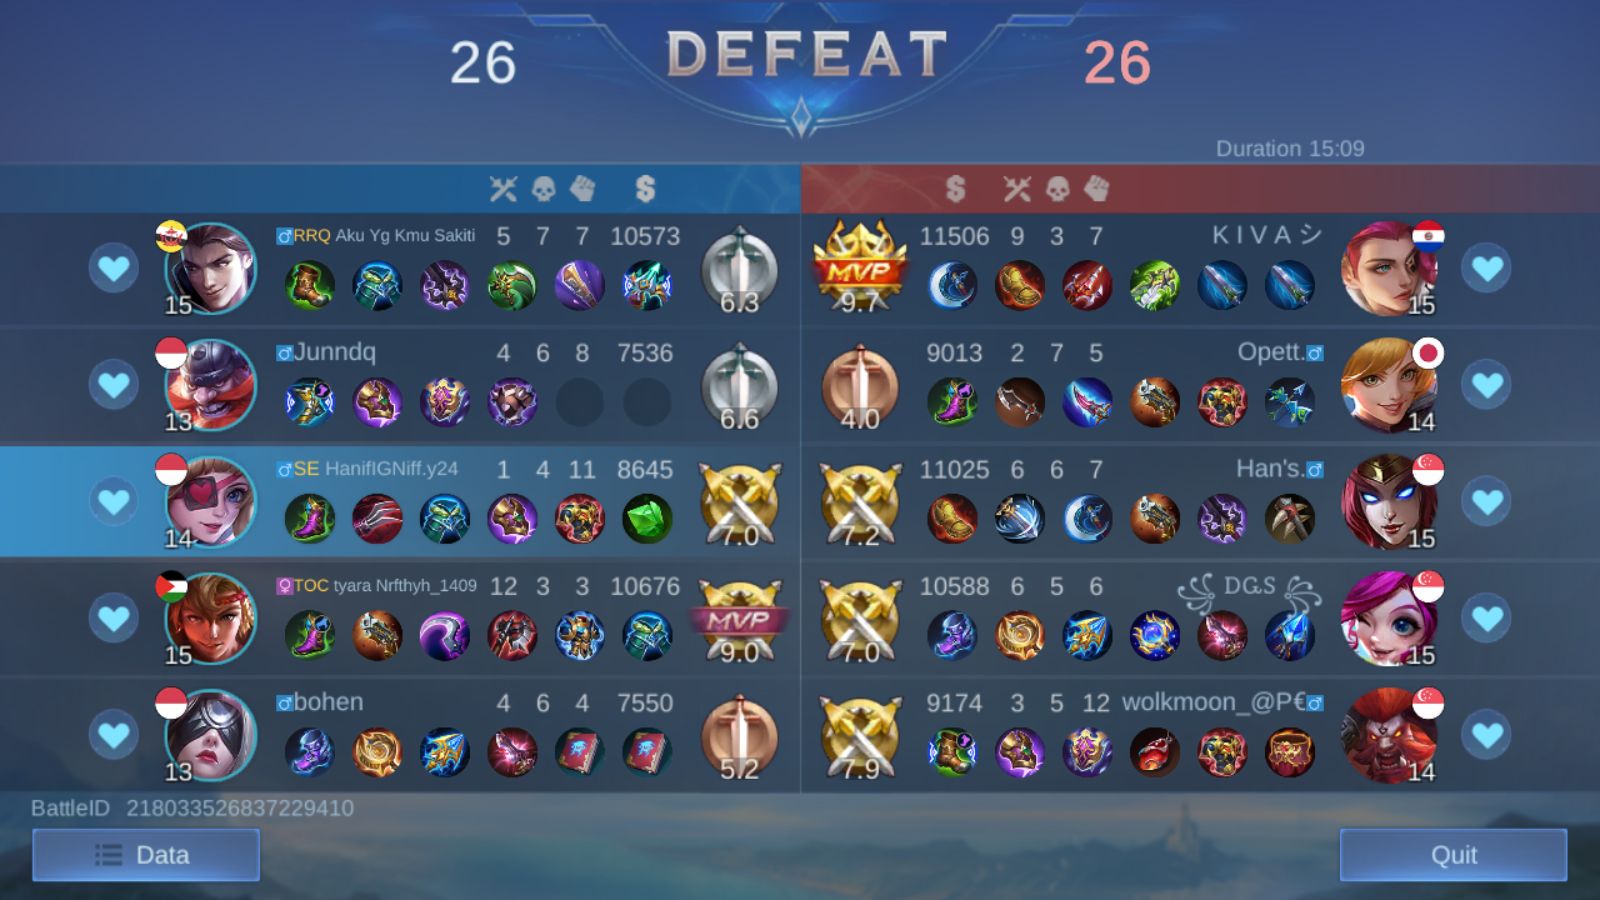 26 DEFEAT 26
Duration 15:09
RRQ Aku Yg Kmu Sakiti 5 7 7 10573
15 6.3
MVP 9.7 11506 9 3 7 K I V A シ 15
Junndq 4 6 8 7536
13 6.6
4.0 9013 2 7 5 Opett. 14
SE HanifIGNiff.y24 1 4 11 8645
14 7.0
7.2 11025 6 6 7 Han's. 15
TOC tyara Nrfthyh_1409 12 3 3 10676
15 MVP 9.0
7.0 10588 6 5 6 DGS 15
bohen 4 6 4 7550
13 5.2
7.9 9174 3 5 12 wolkmoon_@P€ 14
BattleID 218033526837229410
Data
Quit